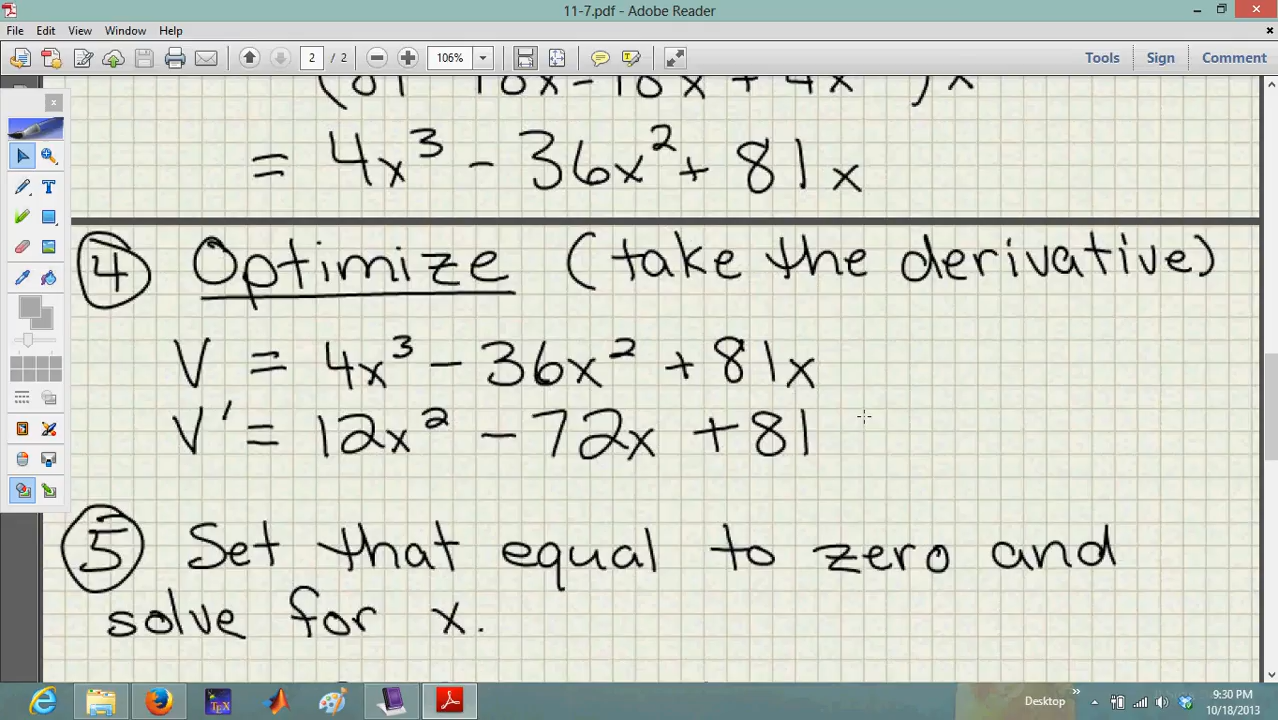 11-7.pdf - Adobe Reader
File Edit View Window Help
2 / 2 106% Tools Sign Comment
= 4x³ - 36x² + 81x
④ Optimize (take the derivative)
V = 4x³ - 36x² + 81x
V' = 12x² - 72x + 81
⑤ Set that equal to zero and
solve for x.
Desktop
9:30 PM
10/18/2013